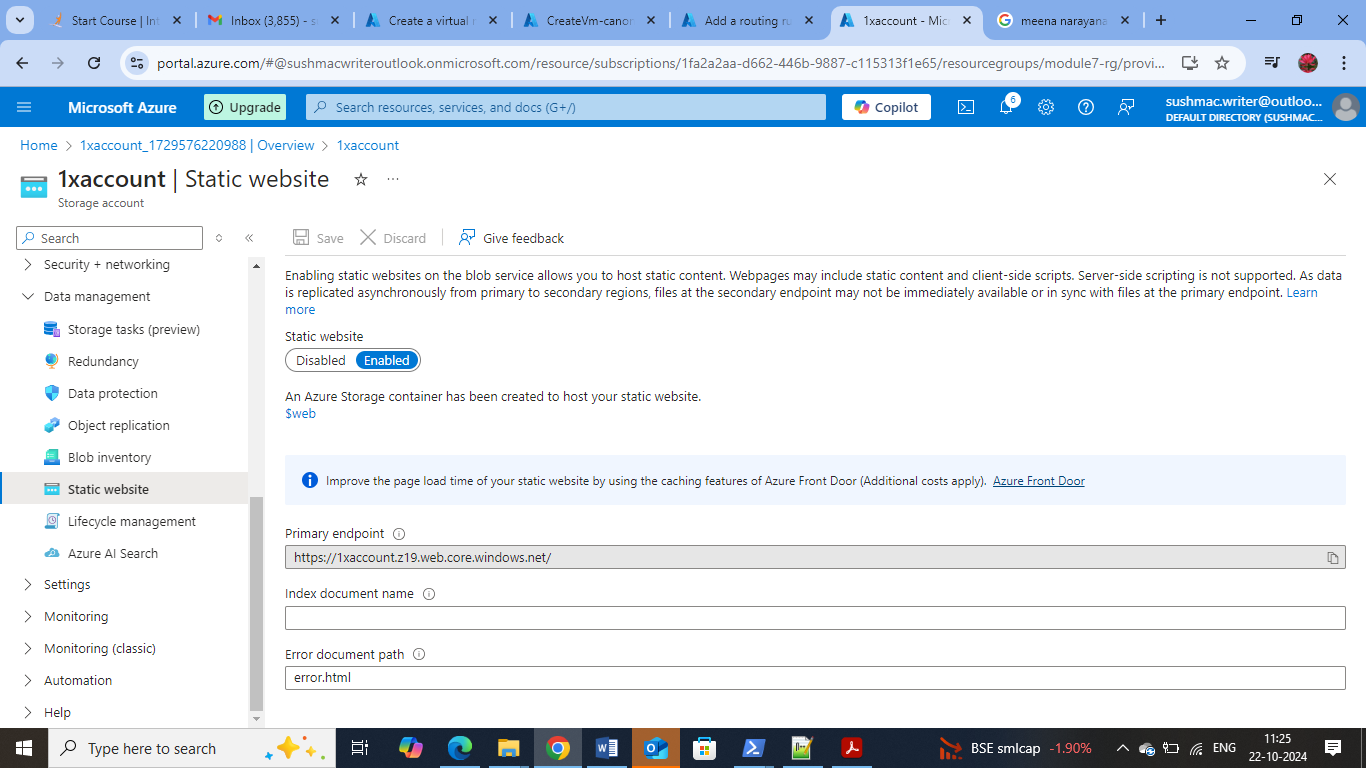 Start Course | Int
Inbox (3,855) - s
Create a virtual n
CreateVm-canon
Add a routing ru
1xaccount - Micr
meena narayana
portal.azure.com/#@sushmacwriteroutlook.onmicrosoft.com/resource/subscriptions/1fa2a2aa-d662-446b-9887-c115313f1e65/resourcegroups/module7-rg/provi...
Microsoft Azure
Upgrade
Search resources, services, and docs (G+/)
Copilot
6
sushmac.writer@outloo...
DEFAULT DIRECTORY (SUSHMAC...
Home > 1xaccount_1729576220988 | Overview > 1xaccount
1xaccount | Static website
Storage account
Search
Save
Discard
Give feedback
Security + networking
Data management
Storage tasks (preview)
Redundancy
Data protection
Object replication
Blob inventory
Static website
Lifecycle management
Azure AI Search
Settings
Monitoring
Monitoring (classic)
Automation
Help
Enabling static websites on the blob service allows you to host static content. Webpages may include static content and client-side scripts. Server-side scripting is not supported. As data
is replicated asynchronously from primary to secondary regions, files at the secondary endpoint may not be immediately available or in sync with files at the primary endpoint. Learn
more
Static website
Disabled Enabled
An Azure Storage container has been created to host your static website.
$web
Improve the page load time of your static website by using the caching features of Azure Front Door (Additional costs apply). Azure Front Door
Primary endpoint
https://1xaccount.z19.web.core.windows.net/
Index document name
Error document path
error.html
Type here to search
BSE smlcap -1.90%
ENG
11:25
22-10-2024